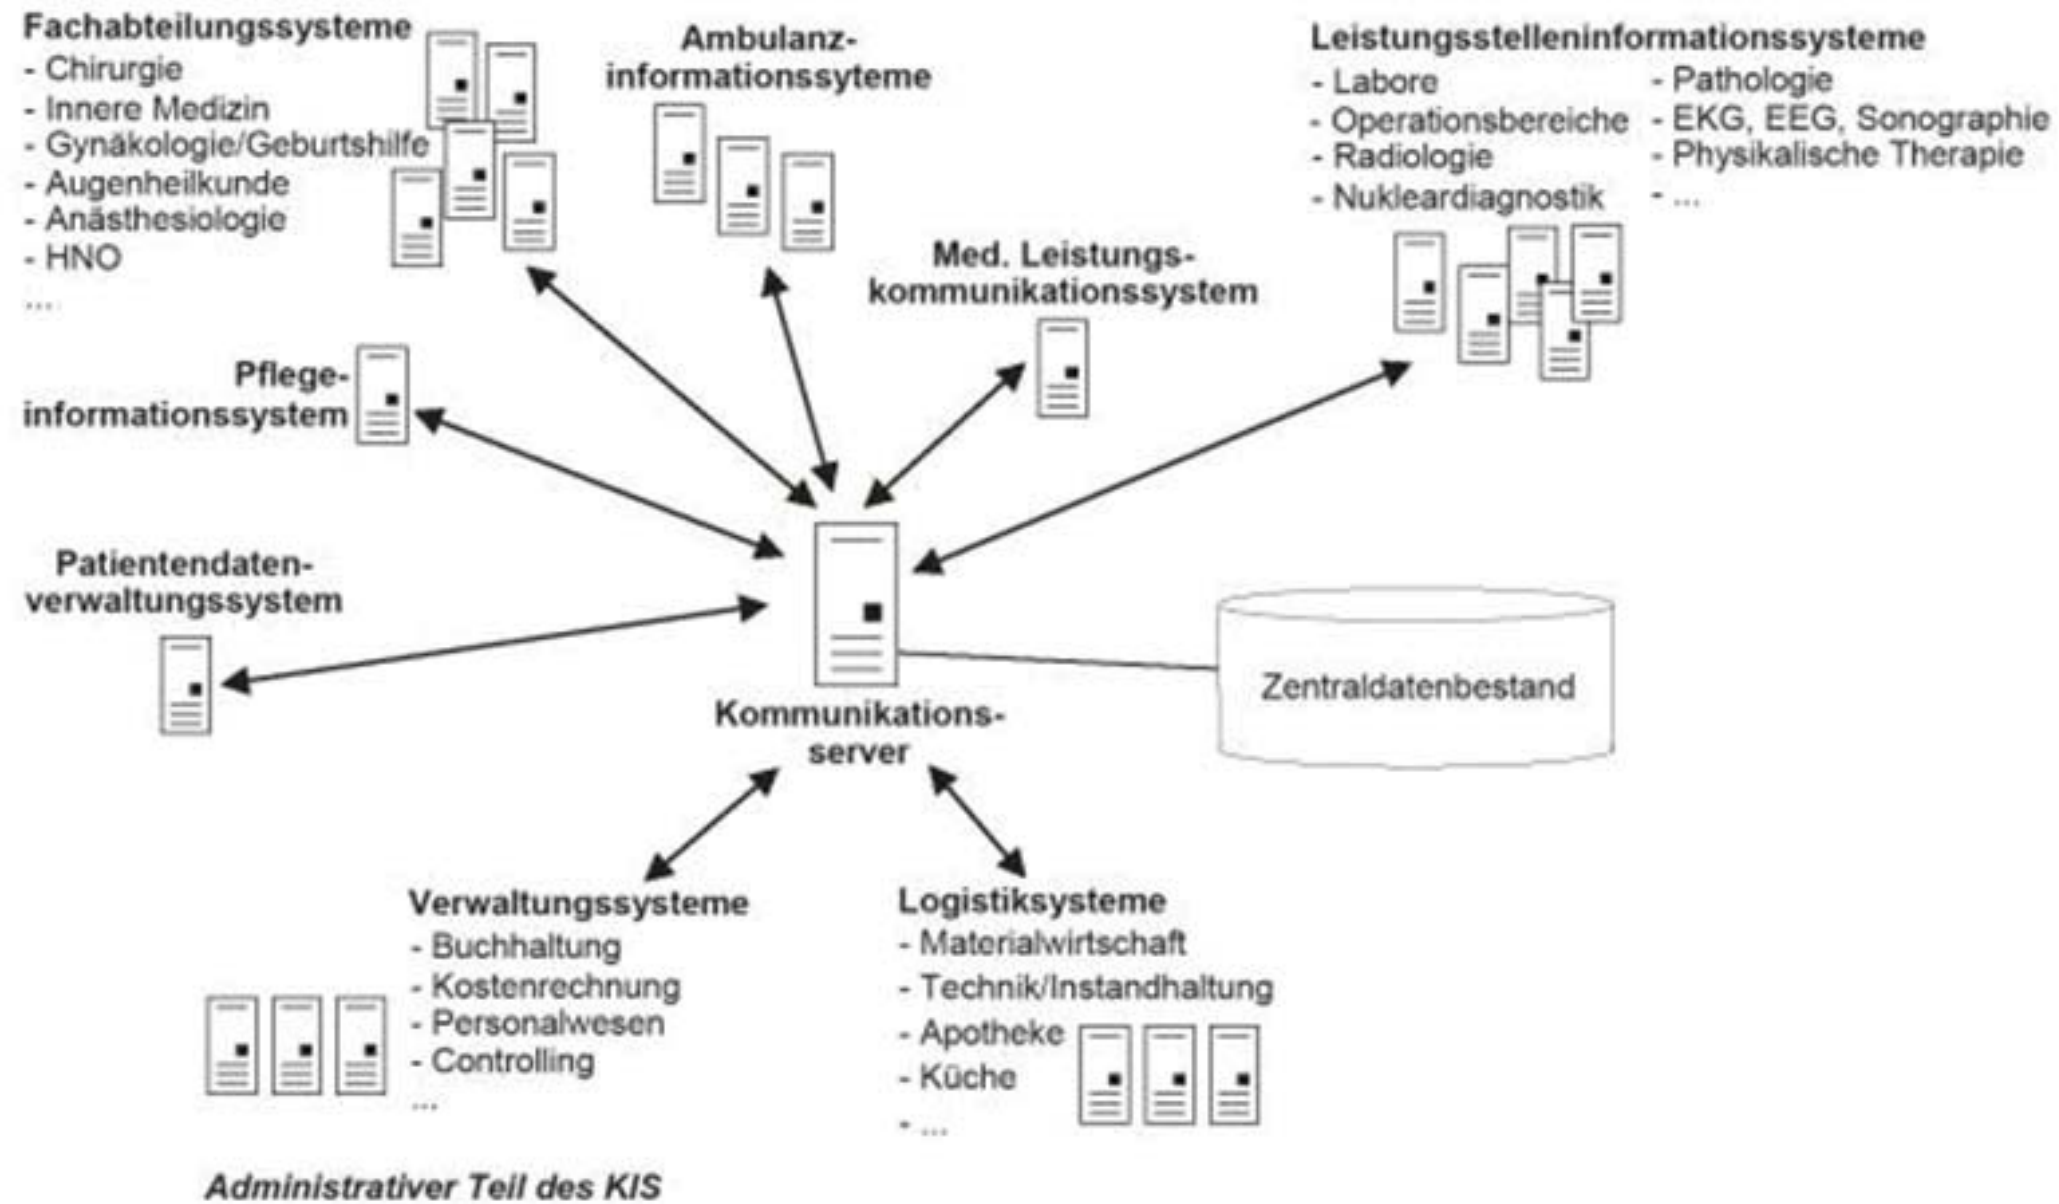 Fachabteilungssysteme
- Chirurgie
- Innere Medizin
- Gynäkologie/Geburtshilfe
- Augenheilkunde
- Anästhesiologie
- HNO
...
Ambulanz-
informationssyteme
Leistungsstelleninformationssysteme
- Labore
- Operationsbereiche
- Radiologie
- Nukleardiagnostik
- Pathologie
- EKG, EEG, Sonographie
- Physikalische Therapie
- ...
Med. Leistungs-
kommunikationssystem
Pflege-
informationssystem
Patientendaten-
verwaltungssystem
Kommunikations-
server
Zentraldatenbestand
Verwaltungssysteme
- Buchhaltung
- Kostenrechnung
- Personalwesen
- Controlling
...
Logistiksysteme
- Materialwirtschaft
- Technik/Instandhaltung
- Apotheke
- Küche
- ...
Administrativer Teil des KIS